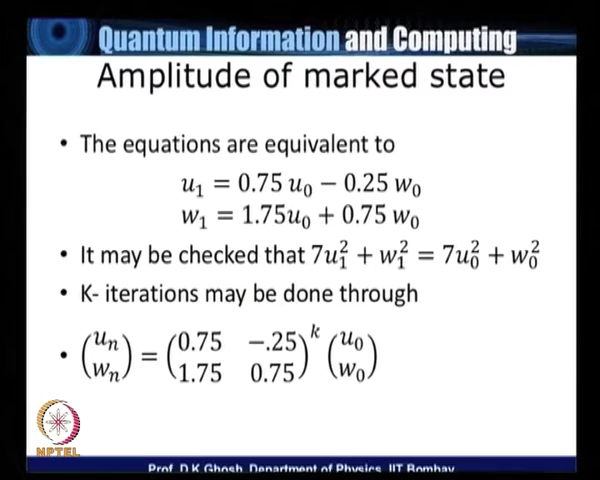 Quantum Information and Computing
Amplitude of marked state
• The equations are equivalent to
u₁ = 0.75 u₀ − 0.25 w₀
w₁ = 1.75u₀ + 0.75 w₀
• It may be checked that 7u₁² + w₁² = 7u₀² + w₀²
• K- iterations may be done through
• (uₙ wₙ) = (0.75 −.25 1.75 0.75)ᵏ (u₀ w₀)
NPTEL
Prof. D K Ghosh, Department of Physics, IIT Bombay